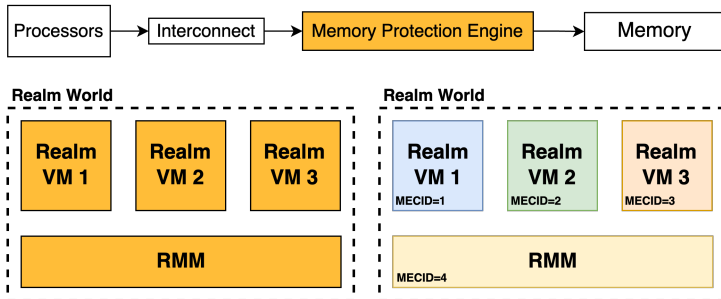 Processors
Interconnect
Memory Protection Engine
Memory
Realm World
Realm
VM 1
Realm
VM 2
Realm
VM 3
RMM
Realm World
Realm
VM 1
MECID=1
Realm
VM 2
MECID=2
Realm
VM 3
MECID=3
RMM
MECID=4